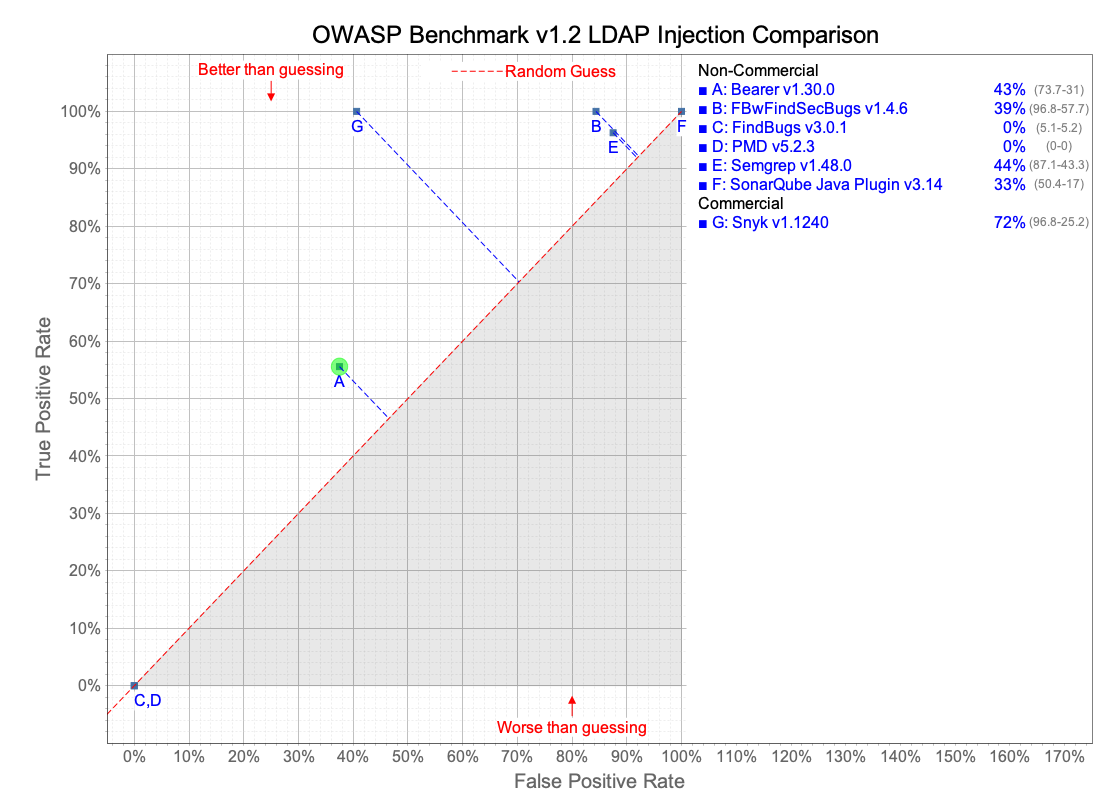 OWASP Benchmark v1.2 LDAP Injection Comparison
Better than guessing
Random Guess
Non-Commercial
A: Bearer v1.30.0 43% (73.7-31)
B: FBwFindSecBugs v1.4.6 39% (96.8-57.7)
C: FindBugs v3.0.1 0% (5.1-5.2)
D: PMD v5.2.3 0% (0-0)
E: Semgrep v1.48.0 44% (87.1-43.3)
F: SonarQube Java Plugin v3.14 33% (50.4-17)
Commercial
G: Snyk v1.1240 72% (96.8-25.2)
100%
90%
80%
70%
60%
50%
40%
30%
20%
10%
0%
True Positive Rate
G
B
F
E
A
C,D
Worse than guessing
0% 10% 20% 30% 40% 50% 60% 70% 80% 90% 100% 110% 120% 130% 140% 150% 160% 170%
False Positive Rate